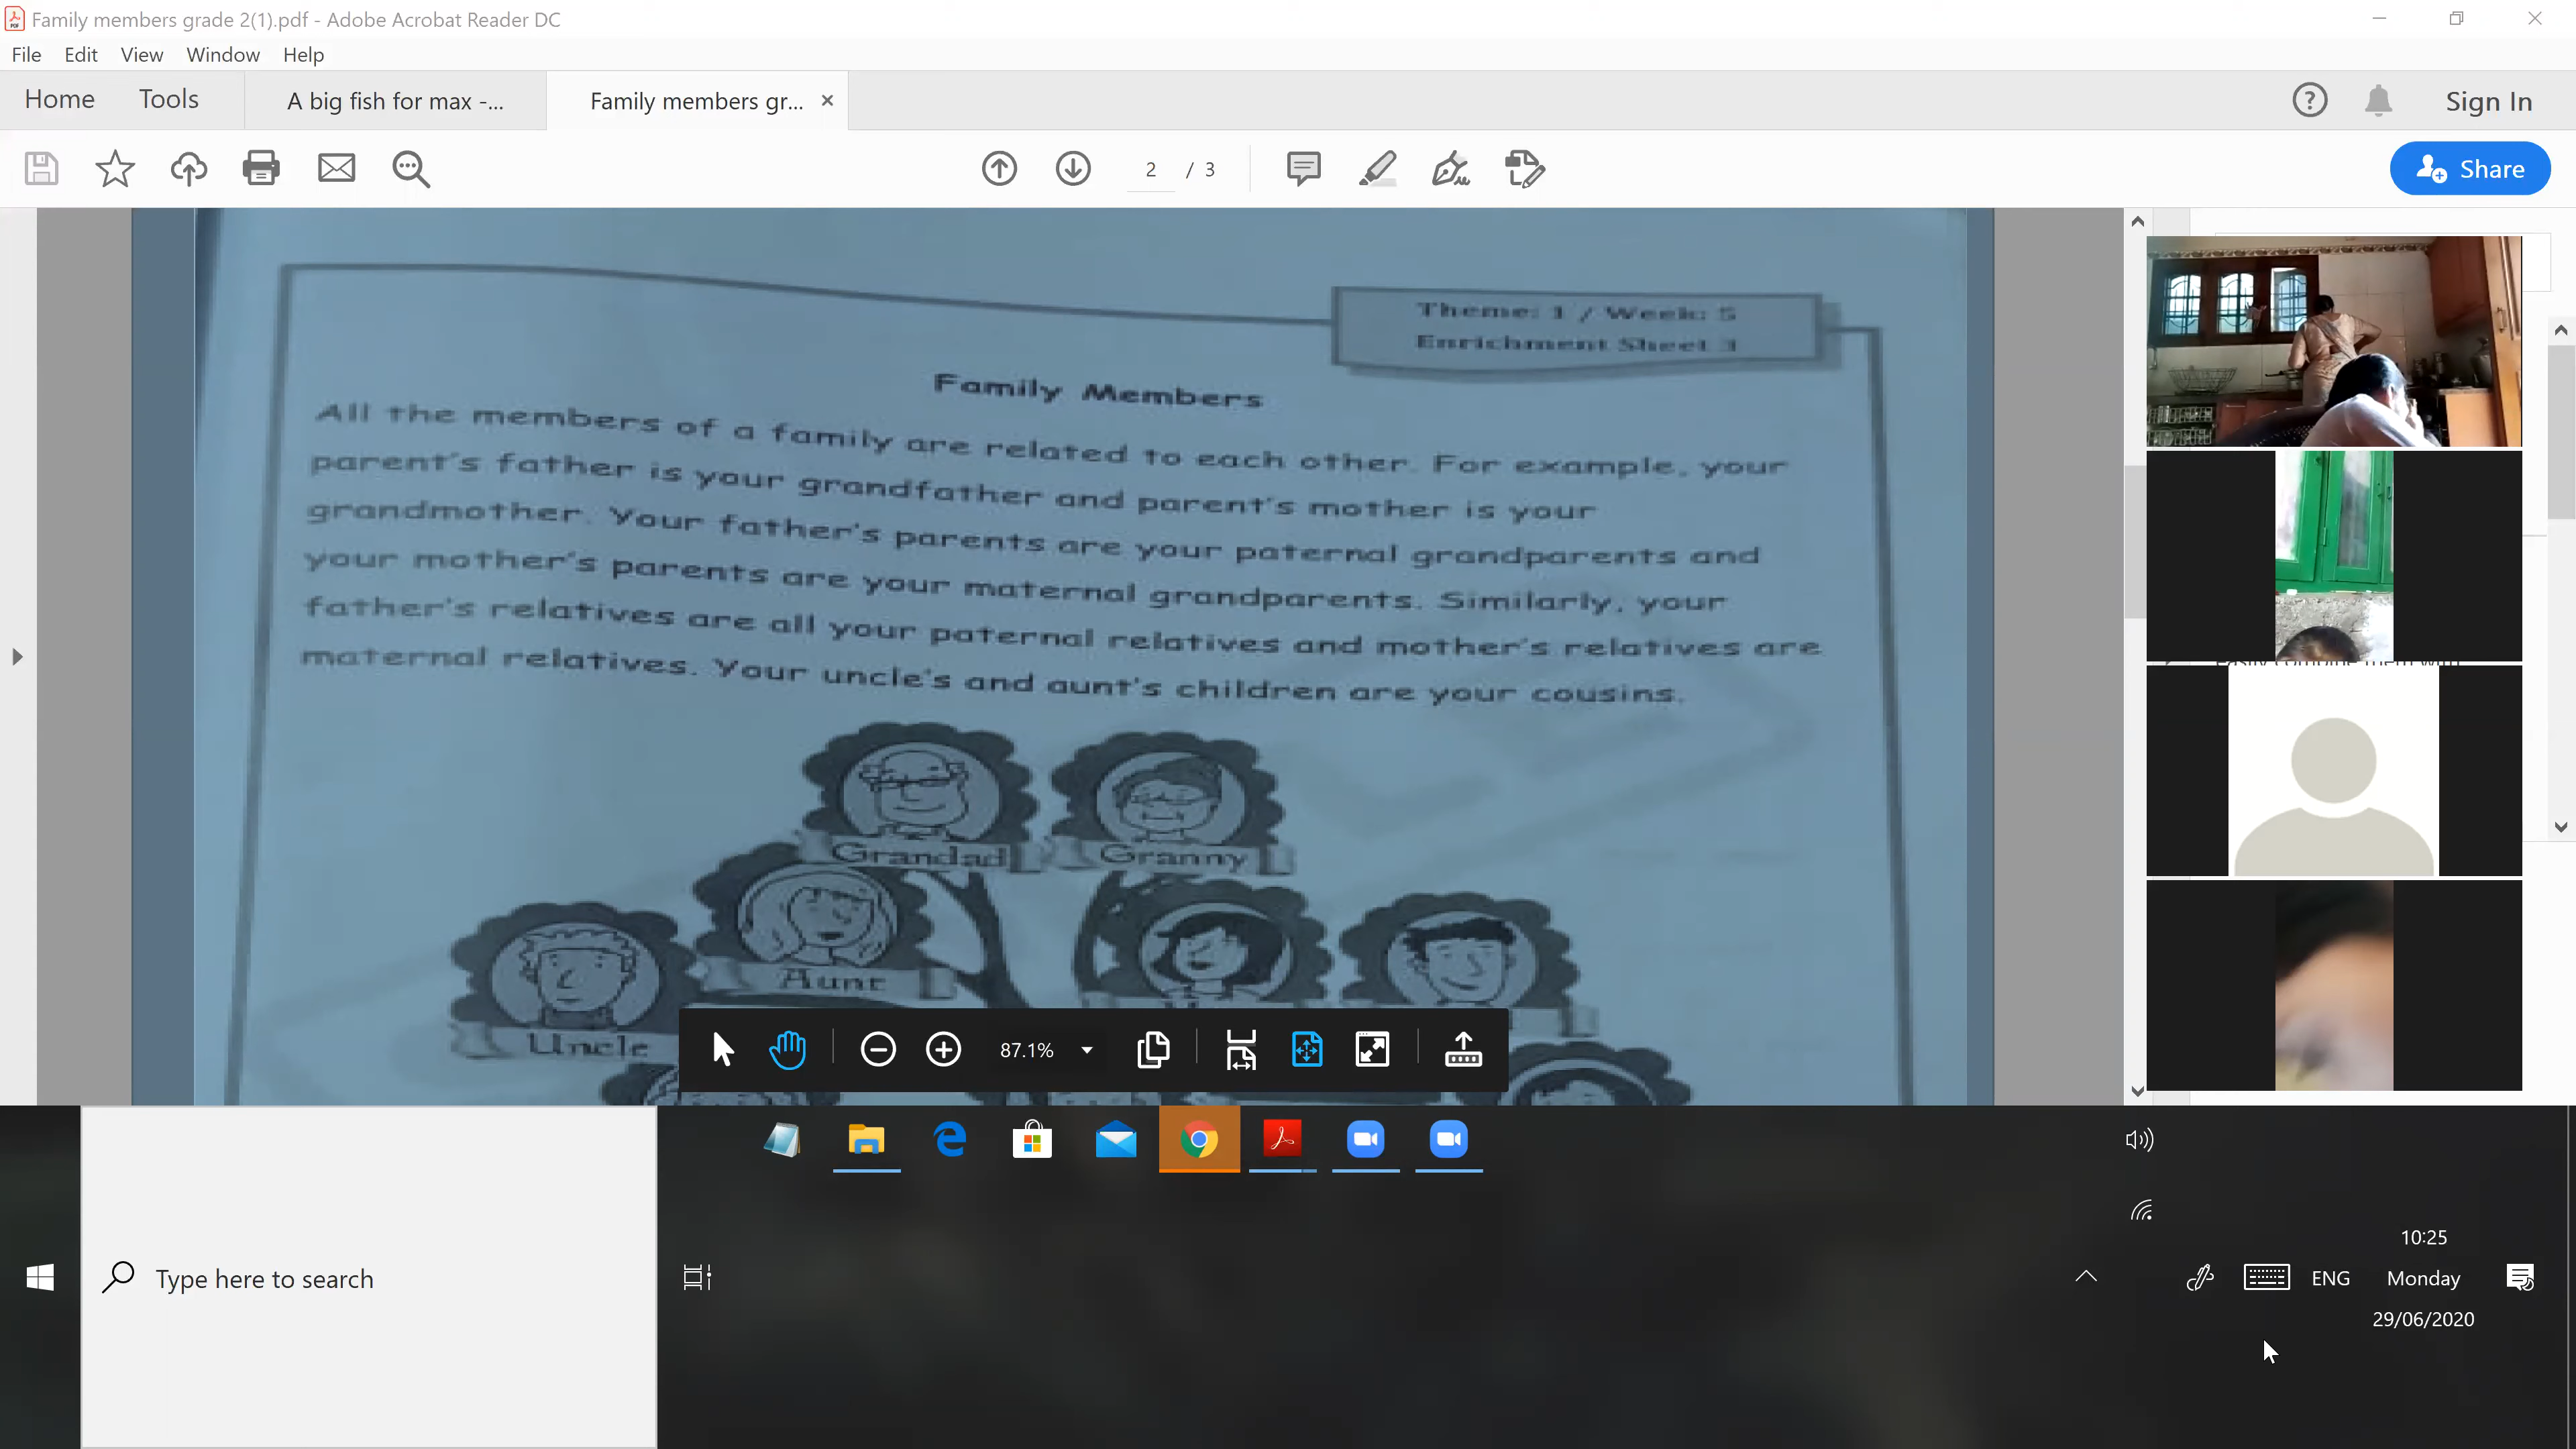 Family members grade 2(1).pdf - Adobe Acrobat Reader DC
File Edit View Window Help
Home Tools A big fish for max -... Family members gr... Sign In
2 / 3 Share
Theme: 1 / Week: 5
Enrichment Sheet 3
Family Members
All the members of a family are related to each other. For example, your
parent's father is your grandfather and parent's mother is your
grandmother. Your father's parents are your paternal grandparents and
your mother's parents are your maternal grandparents. Similarly, your
father's relatives are all your paternal relatives and mother's relatives are
maternal relatives. Your uncle's and aunt's children are your cousins.
Grandad Granny
Aunt
Uncle
87.1%
Type here to search
ENG
10:25
Monday
29/06/2020